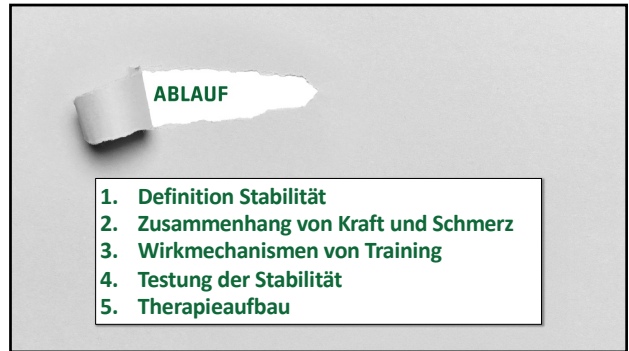 ABLAUF
1. Definition Stabilität
2. Zusammenhang von Kraft und Schmerz
3. Wirkmechanismen von Training
4. Testung der Stabilität
5. Therapieaufbau